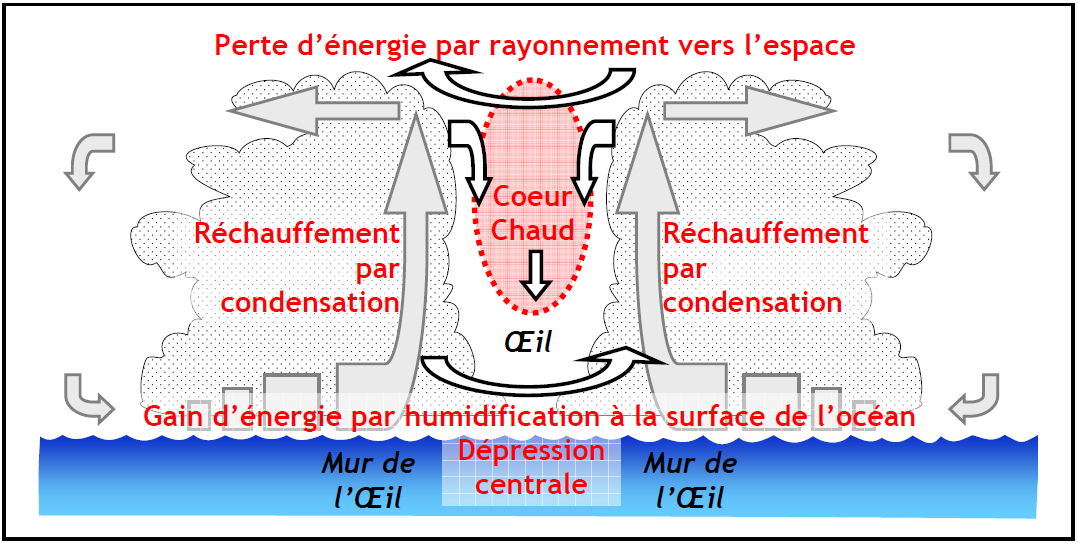 Perte d’énergie par rayonnement vers l’espace
Coeur
Chaud
Réchauffement
par
condensation
Réchauffement
par
condensation
Œil
Gain d’énergie par humidification à la surface de l’océan
Dépression
centrale
Mur de
l’Œil
Mur de
l’Œil